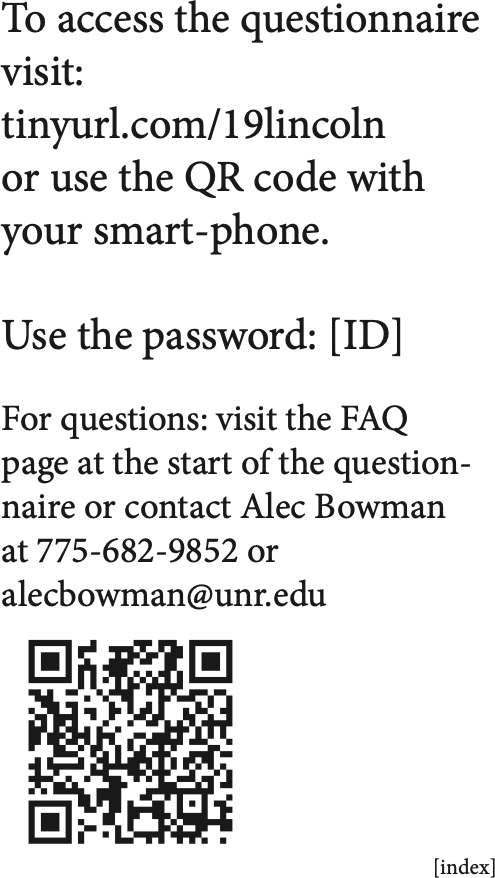 To access the questionnaire
visit:
tinyurl.com/19lincoln
or use the QR code with
your smart-phone.
Use the password: [ID]
For questions: visit the FAQ
page at the start of the question-
naire or contact Alec Bowman
at 775-682-9852 or
alecbowman@unr.edu
[index]